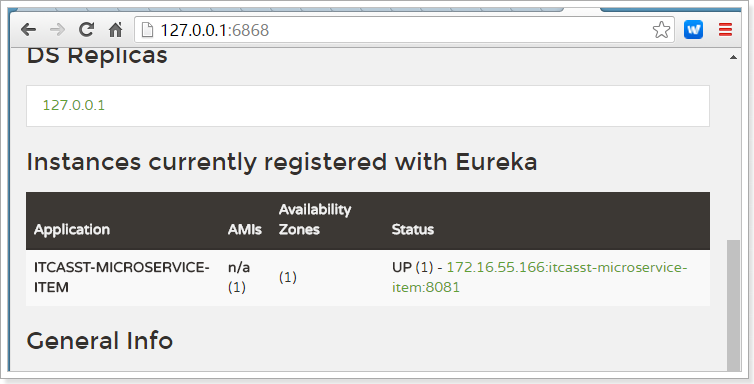 127.0.0.1:6868
DS Replicas
127.0.0.1
Instances currently registered with Eureka
Availability
Application AMIs Zones Status
ITCASST-MICROSERVICE- n/a UP (1) - 172.16.55.166:itcasst-microservice-
ITEM (1) (1) item:8081
General Info